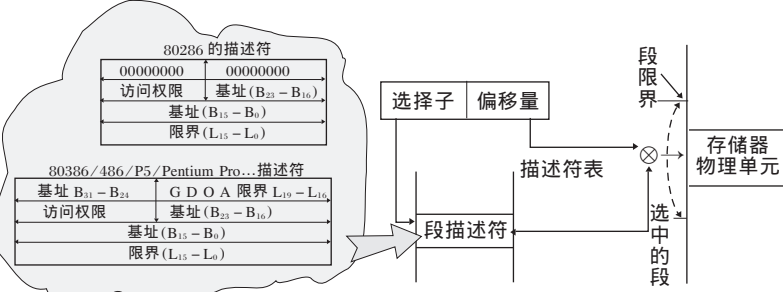 80286 的描述符
00000000 00000000
访问权限 基址(B₂₃－B₁₆)
基址(B₁₅－B₀)
限界(L₁₅－L₀)
80386/486/P5/Pentium Pro…描述符
基址 B₃₁－B₂₄ G D O A 限界 L₁₉－L₁₆
访问权限 基址(B₂₃－B₁₆)
基址(B₁₅－B₀)
限界(L₁₅－L₀)
选择子 偏移量
描述符表
段描述符
段限界
存储器
物理单元
选中的段